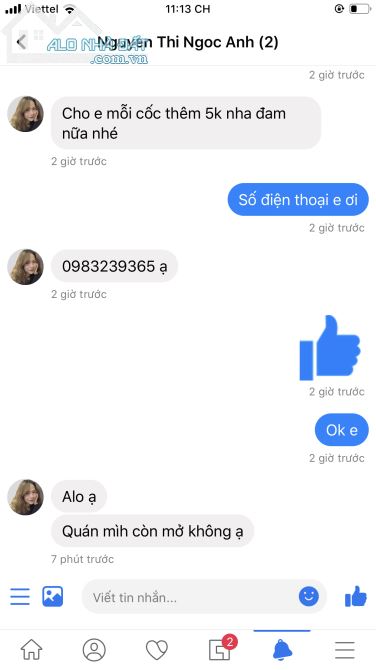 Viettel
11:13 CH
Nguyen Thi Ngoc Anh (2)
ALO NHÀ ĐẤT
.com.vn
2 giờ trước
Cho e mỗi cốc thêm 5k nha đam
nữa nhé
2 giờ trước
Số điện thoại e ơi
2 giờ trước
0983239365 ạ
2 giờ trước
2 giờ trước
Ok e
2 giờ trước
Alo ạ
Quán mìh còn mở không ạ
7 phút trước
Viết tin nhắn...
2